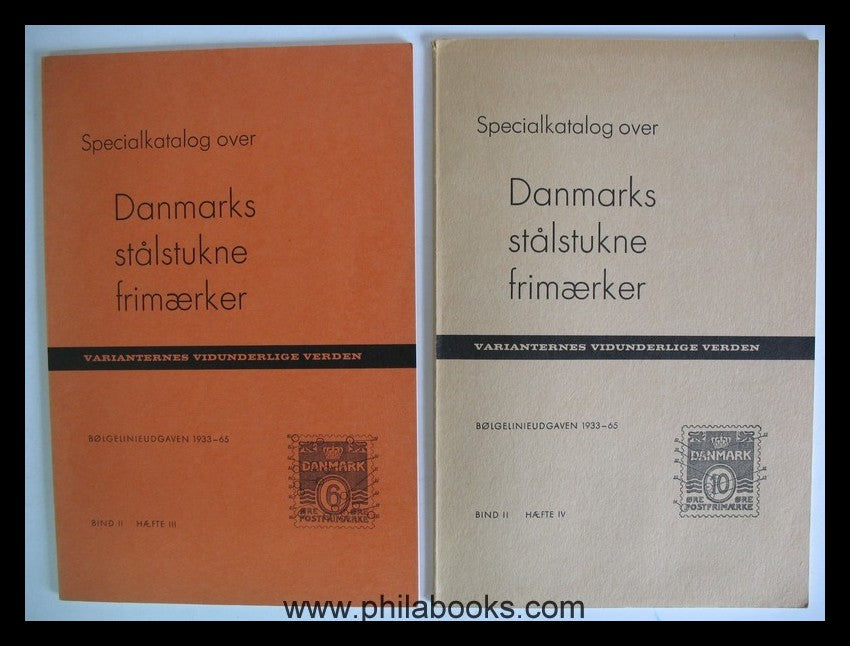 Specialkatalog over
Danmarks
stålstukne
frimærker
VARIANTERNES VIDUNDERLIGE VERDEN
BØLGELINIEUDGAVEN 1933-65
DANMARK
6
ØRE ØRE
POSTFRIMÆRKE
BIND II HÆFTE III
Specialkatalog over
Danmarks
stålstukne
frimærker
VARIANTERNES VIDUNDERLIGE VERDEN
BØLGELINIEUDGAVEN 1933-65
DANMARK
10
ØRE ØRE
POSTFRIMÆRKE
BIND II HÆFTE IV
www.philabooks.com